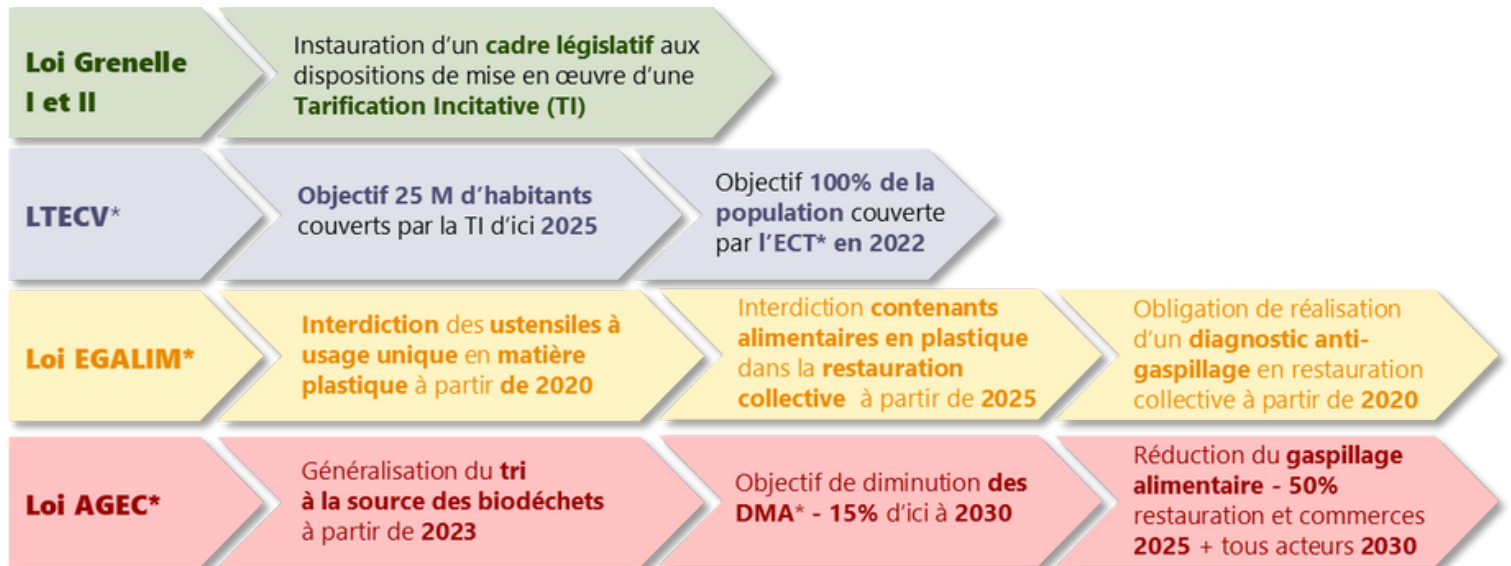 Loi Grenelle
I et II
Instauration d'un cadre législatif aux
dispositions de mise en œuvre d'une
Tarification Incitative (TI)
LTECV*
Objectif 25 M d'habitants
couverts par la TI d'ici 2025
Objectif 100% de la
population couverte
par l'ECT* en 2022
Loi EGALIM*
Interdiction des ustensiles à
usage unique en matière
plastique à partir de 2020
Interdiction contenants
alimentaires en plastique
dans la restauration
collective à partir de 2025
Obligation de réalisation
d'un diagnostic anti-
gaspillage en restauration
collective à partir de 2020
Loi AGEC*
Généralisation du tri
à la source des biodéchets
à partir de 2023
Objectif de diminution des
DMA* - 15% d'ici à 2030
Réduction du gaspillage
alimentaire - 50%
restauration et commerces
2025 + tous acteurs 2030